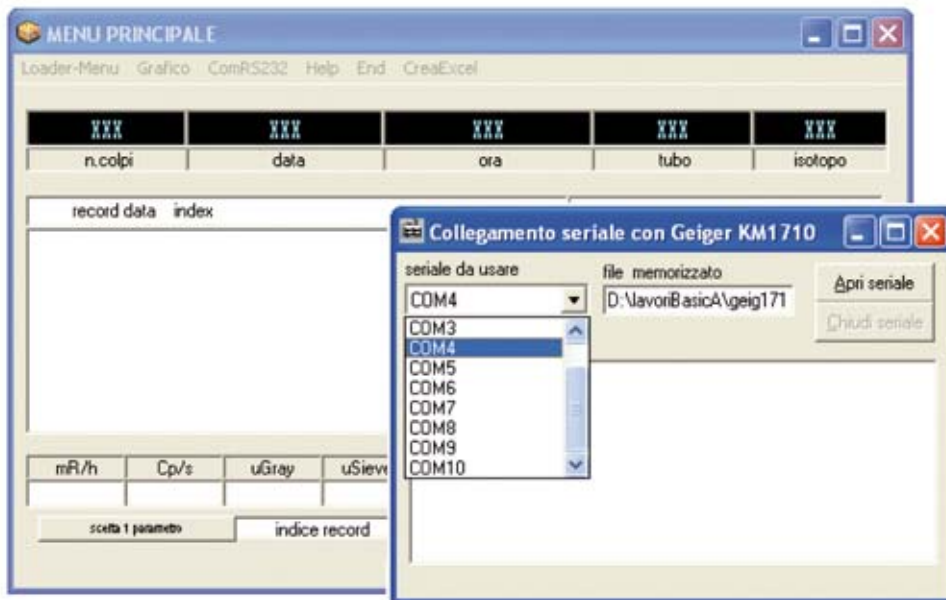 MENU PRINCIPALE
Loader-Menu Grafico ComRS232 Help End CreaExcel
XXX XXX XXX XXX XXX
n.colpi data ora tubo isotopo
record data index
Collegamento seriale con Geiger KM1710
seriale da usare file memorizzato Apri seriale
COM4 D:\lavoriBasicA\geig171
Chiudi seriale
COM3
COM4
COM5
COM6
COM7
COM8
COM9
COM10
mR/h Cp/s uGray uSieve
scelta 1 parametro indice record